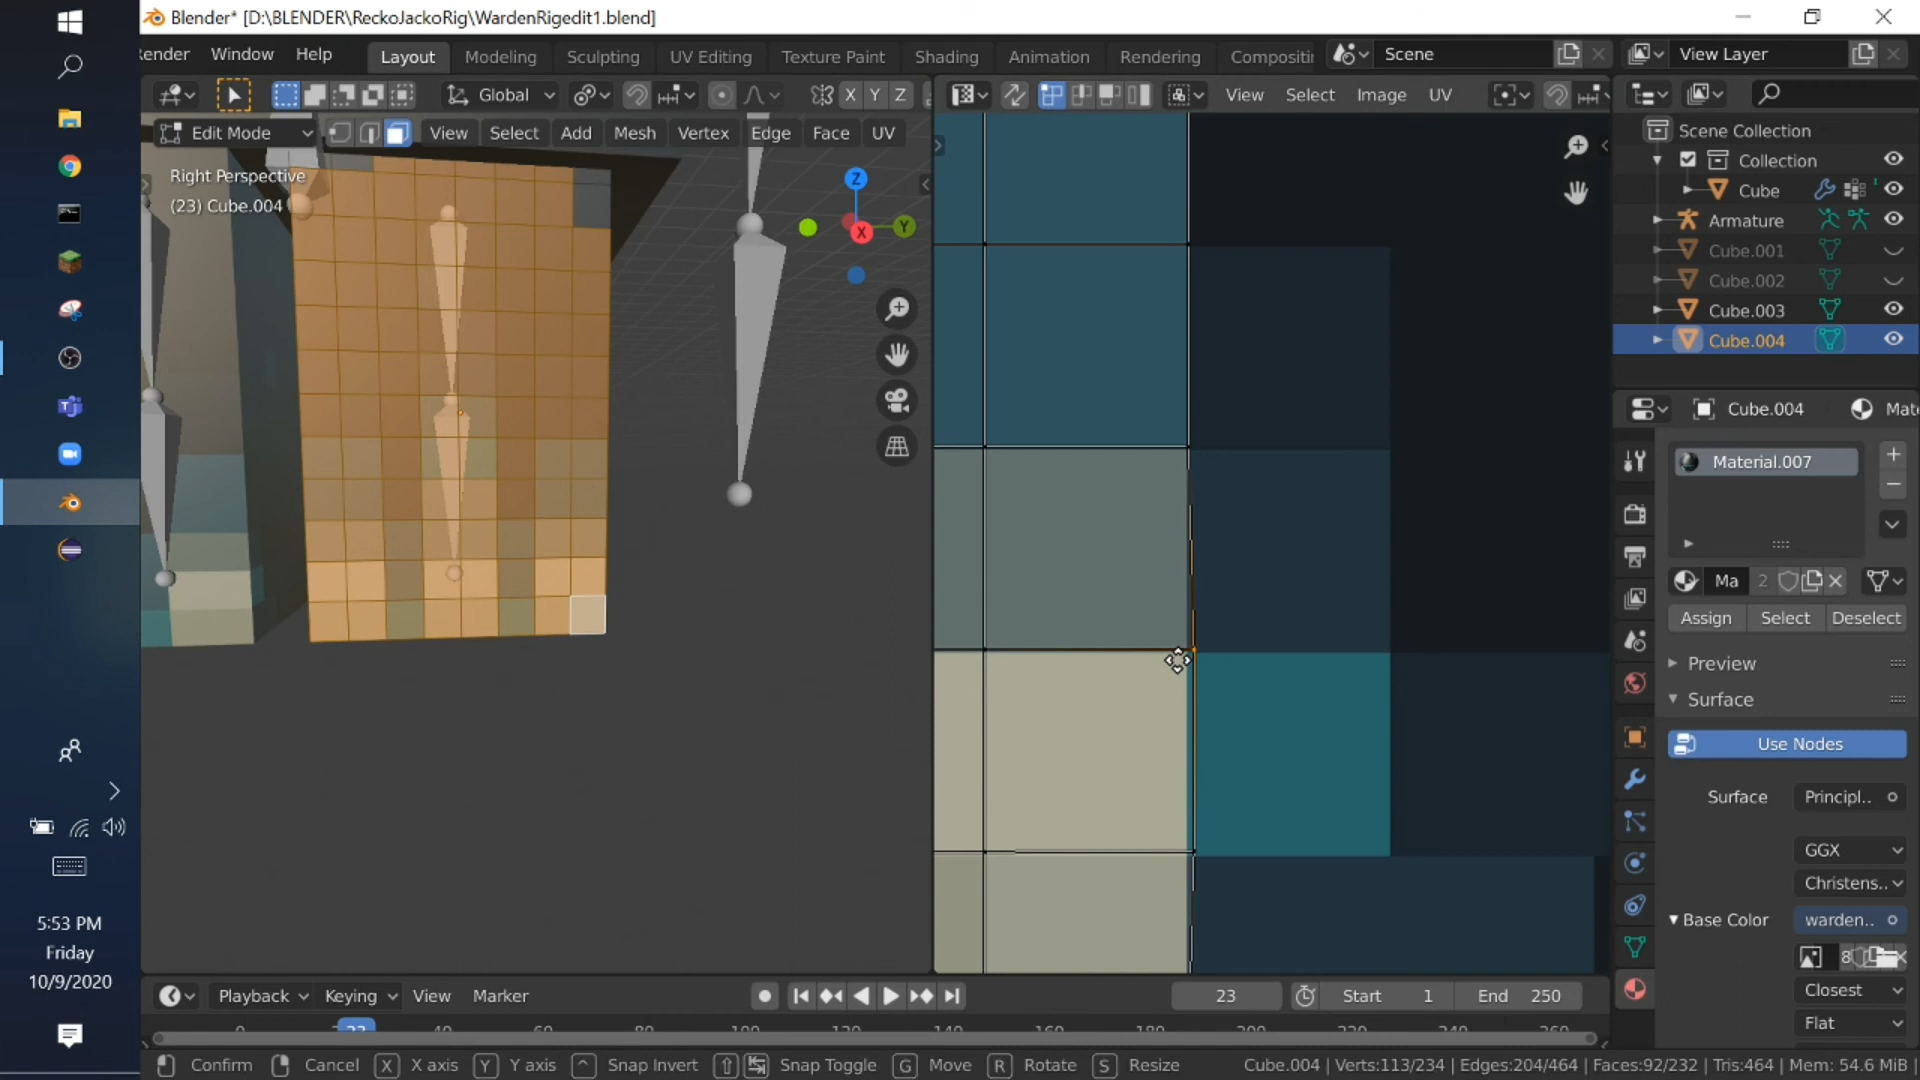 Blender* [D:\BLENDER\ReckoJackoRig\WardenRigedit1.blend]
ender Window Help Layout Modeling Sculpting UV Editing Texture Paint Shading Animation Rendering Compositi Scene View Layer
Global X Y Z View Select Image UV
Edit Mode View Select Add Mesh Vertex Edge Face UV
Right Perspective
(23) Cube.004
Z
Y
X
Scene Collection
Collection
Cube
Armature
Cube.001
Cube.002
Cube.003
Cube.004
Cube.004 Mat
Material.007
Ma 2
Assign Select Deselect
Preview
Surface
Use Nodes
Surface Principl..
GGX
Christens..
Base Color warden..
8
Closest
Flat
5:53 PM
Friday
10/9/2020
Playback Keying View Marker 23 Start 1 End 250
23
Confirm Cancel X X axis Y Y axis ^ Snap Invert Snap Toggle G Move R Rotate S Resize Cube.004 | Verts:113/234 | Edges:204/464 | Faces:92/232 | Tris:464 | Mem: 54.6 MiB